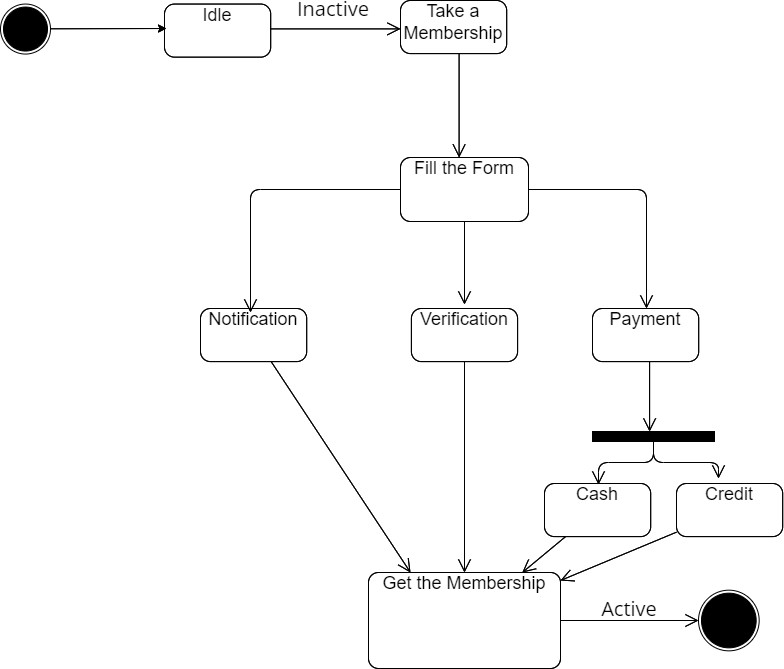 Idle
Inactive
Take a
Membership
Fill the Form
Notification
Verification
Payment
Cash
Credit
Get the Membership
Active